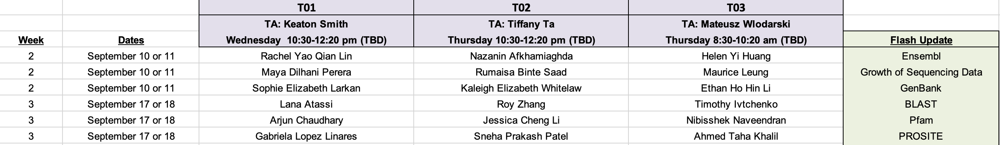 T01 T02 T03
TA: Keaton Smith TA: Tiffany Ta TA: Mateusz Wlodarski
Week Dates Wednesday  10:30-12:20 pm (TBD) Thursday 10:30-12:20 pm (TBD) Thursday 8:30-10:20 am (TBD) Flash Update
2 September 10 or 11 Rachel Yao Qian Lin Nazanin Afkhamiaghda Helen Yi Huang Ensembl
2 September 10 or 11 Maya Dilhani Perera Rumaisa Binte Saad Maurice Leung Growth of Sequencing Data
2 September 10 or 11 Sophie Elizabeth Larkan Kaleigh Elizabeth Whitelaw Ethan Ho Hin Li GenBank
3 September 17 or 18 Lana Atassi Roy Zhang Timothy Ivtchenko BLAST
3 September 17 or 18 Arjun Chaudhary Jessica Cheng Li Nibisshek Naveendran Pfam
3 September 17 or 18 Gabriela Lopez Linares Sneha Prakash Patel Ahmed Taha Khalil PROSITE